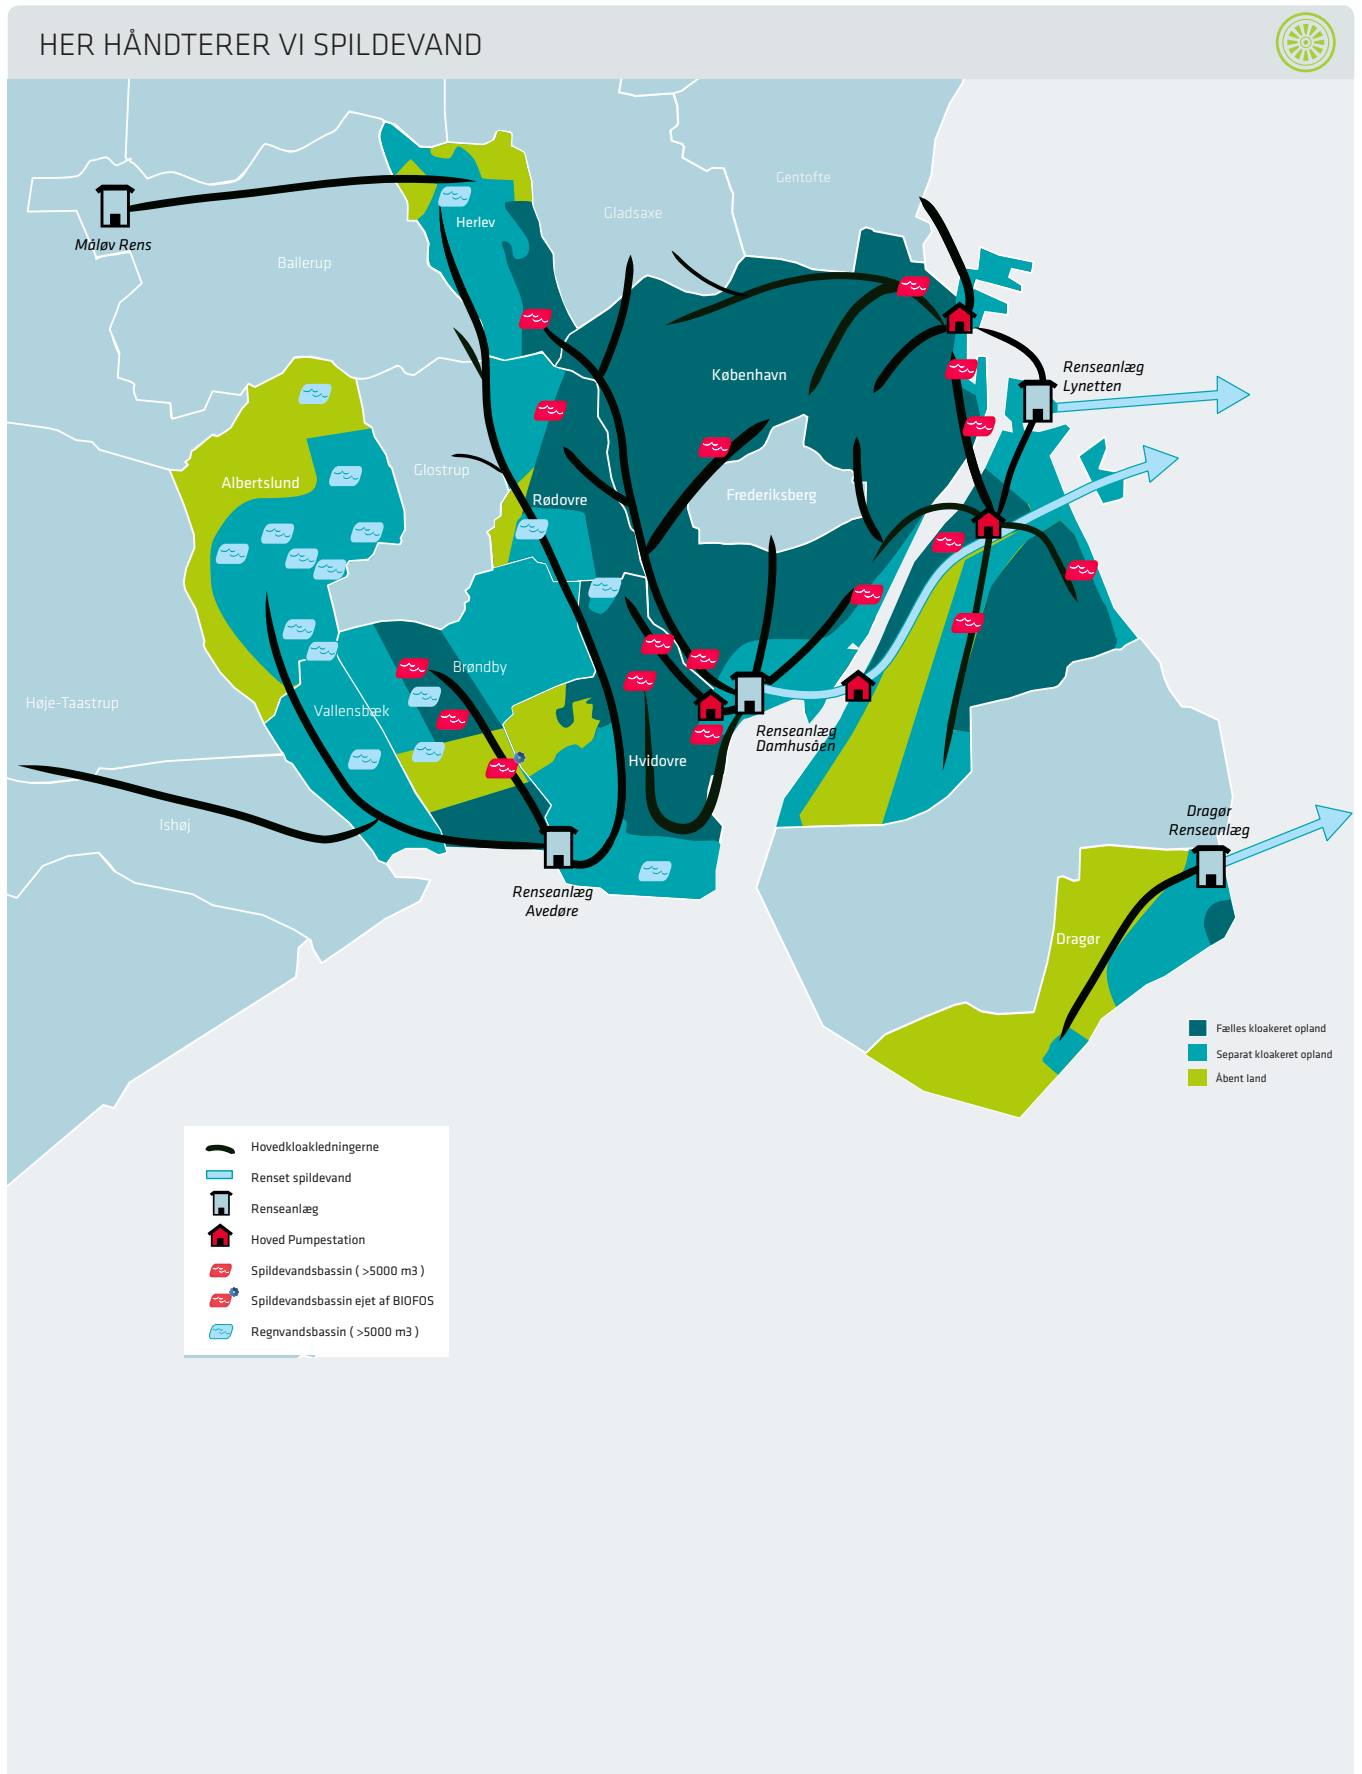 HER HÅNDTERER VI SPILDEVAND
Gentofte
Gladsaxe
Herlev
Måløv Rens
Ballerup
København
Renseanlæg
Lynetten
Glostrup
Albertslund
Rødovre
Frederiksberg
Brøndby
Høje-Taastrup
Vallensbæk
Renseanlæg
Damhusåen
Hvidovre
Ishøj
Dragør
Renseanlæg
Renseanlæg
Avedøre
Dragør
Fælles kloakeret opland
Separat kloakeret opland
Åbent land
Hovedkloakledningerne
Renset spildevand
Renseanlæg
Hoved Pumpestation
Spildevandsbassin ( >5000 m3 )
Spildevandsbassin ejet af BIOFOS
Regnvandsbassin ( >5000 m3 )